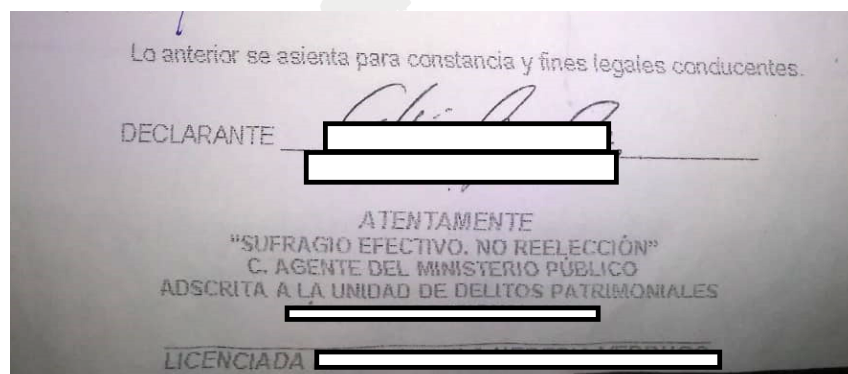 Lo anterior se asienta para constancia y fines legales conducentes.
DECLARANTE
ATENTAMENTE
"SUFRAGIO EFECTIVO. NO REELECCIÓN"
C. AGENTE DEL MINISTERIO PÚBLICO
ADSCRITA A LA UNIDAD DE DELITOS PATRIMONIALES
LICENCIADA